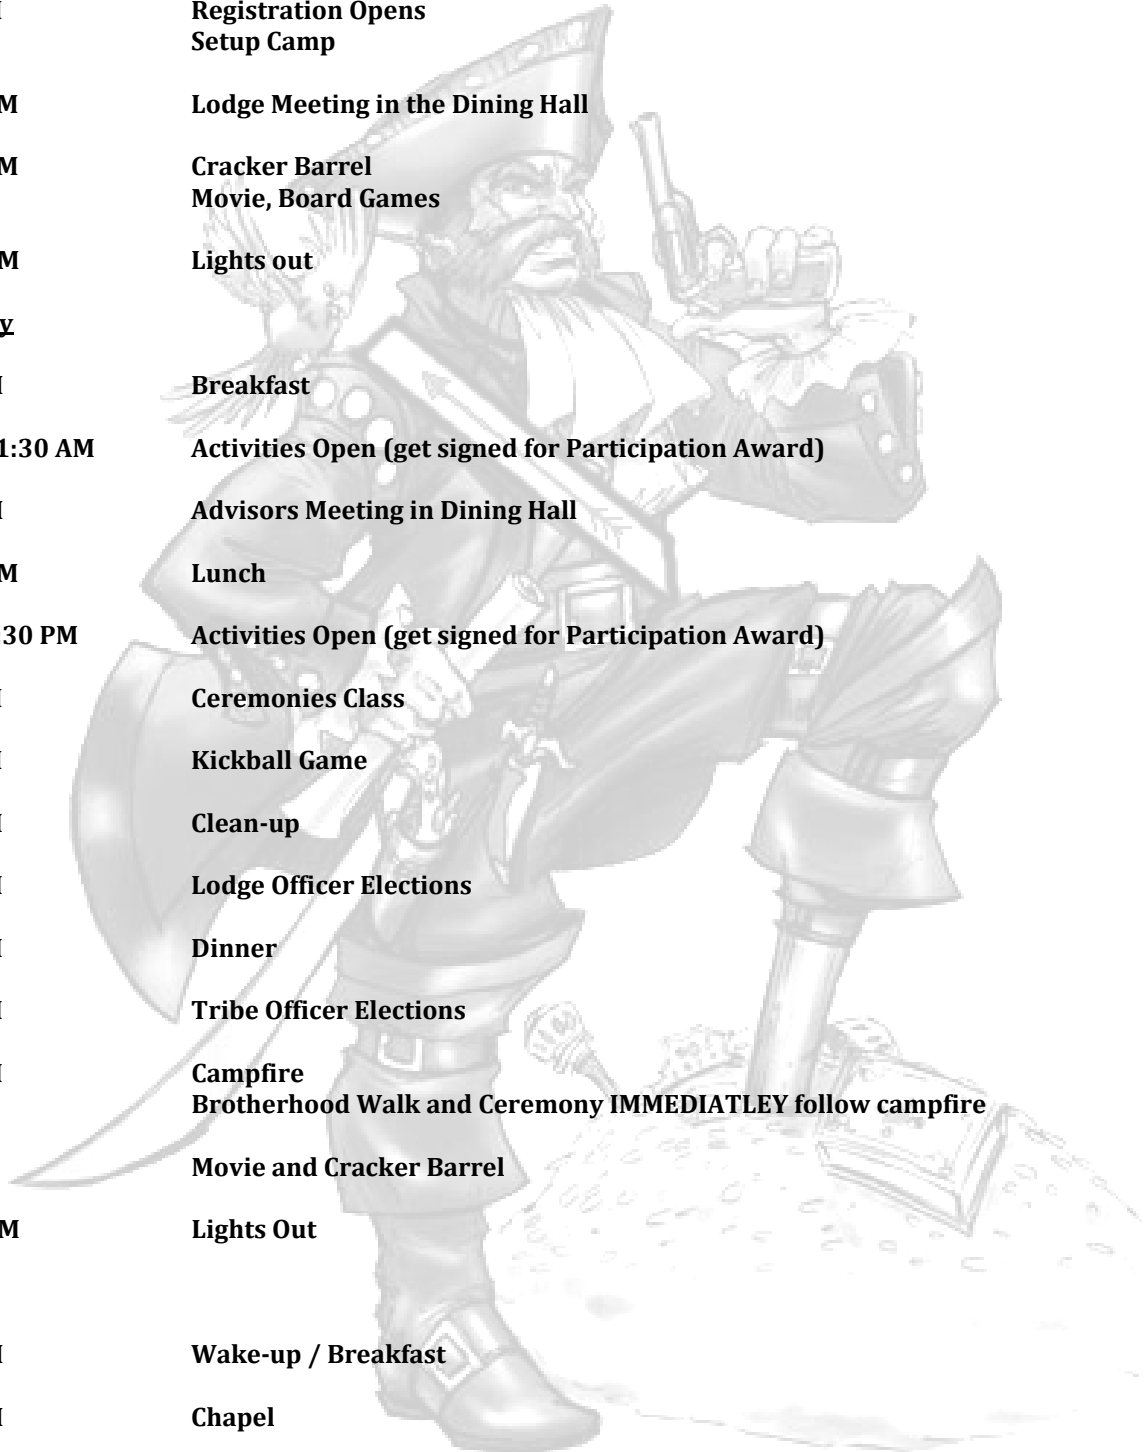 M Registration Opens
Setup Camp
M Lodge Meeting in the Dining Hall
M Cracker Barrel
Movie, Board Games
M Lights out
y
M Breakfast
1:30 AM Activities Open (get signed for Participation Award)
M Advisors Meeting in Dining Hall
M Lunch
:30 PM Activities Open (get signed for Participation Award)
M Ceremonies Class
M Kickball Game
M Clean-up
M Lodge Officer Elections
M Dinner
M Tribe Officer Elections
M Campfire
Brotherhood Walk and Ceremony IMMEDIATLEY follow campfire
Movie and Cracker Barrel
M Lights Out
M Wake-up / Breakfast
M Chapel